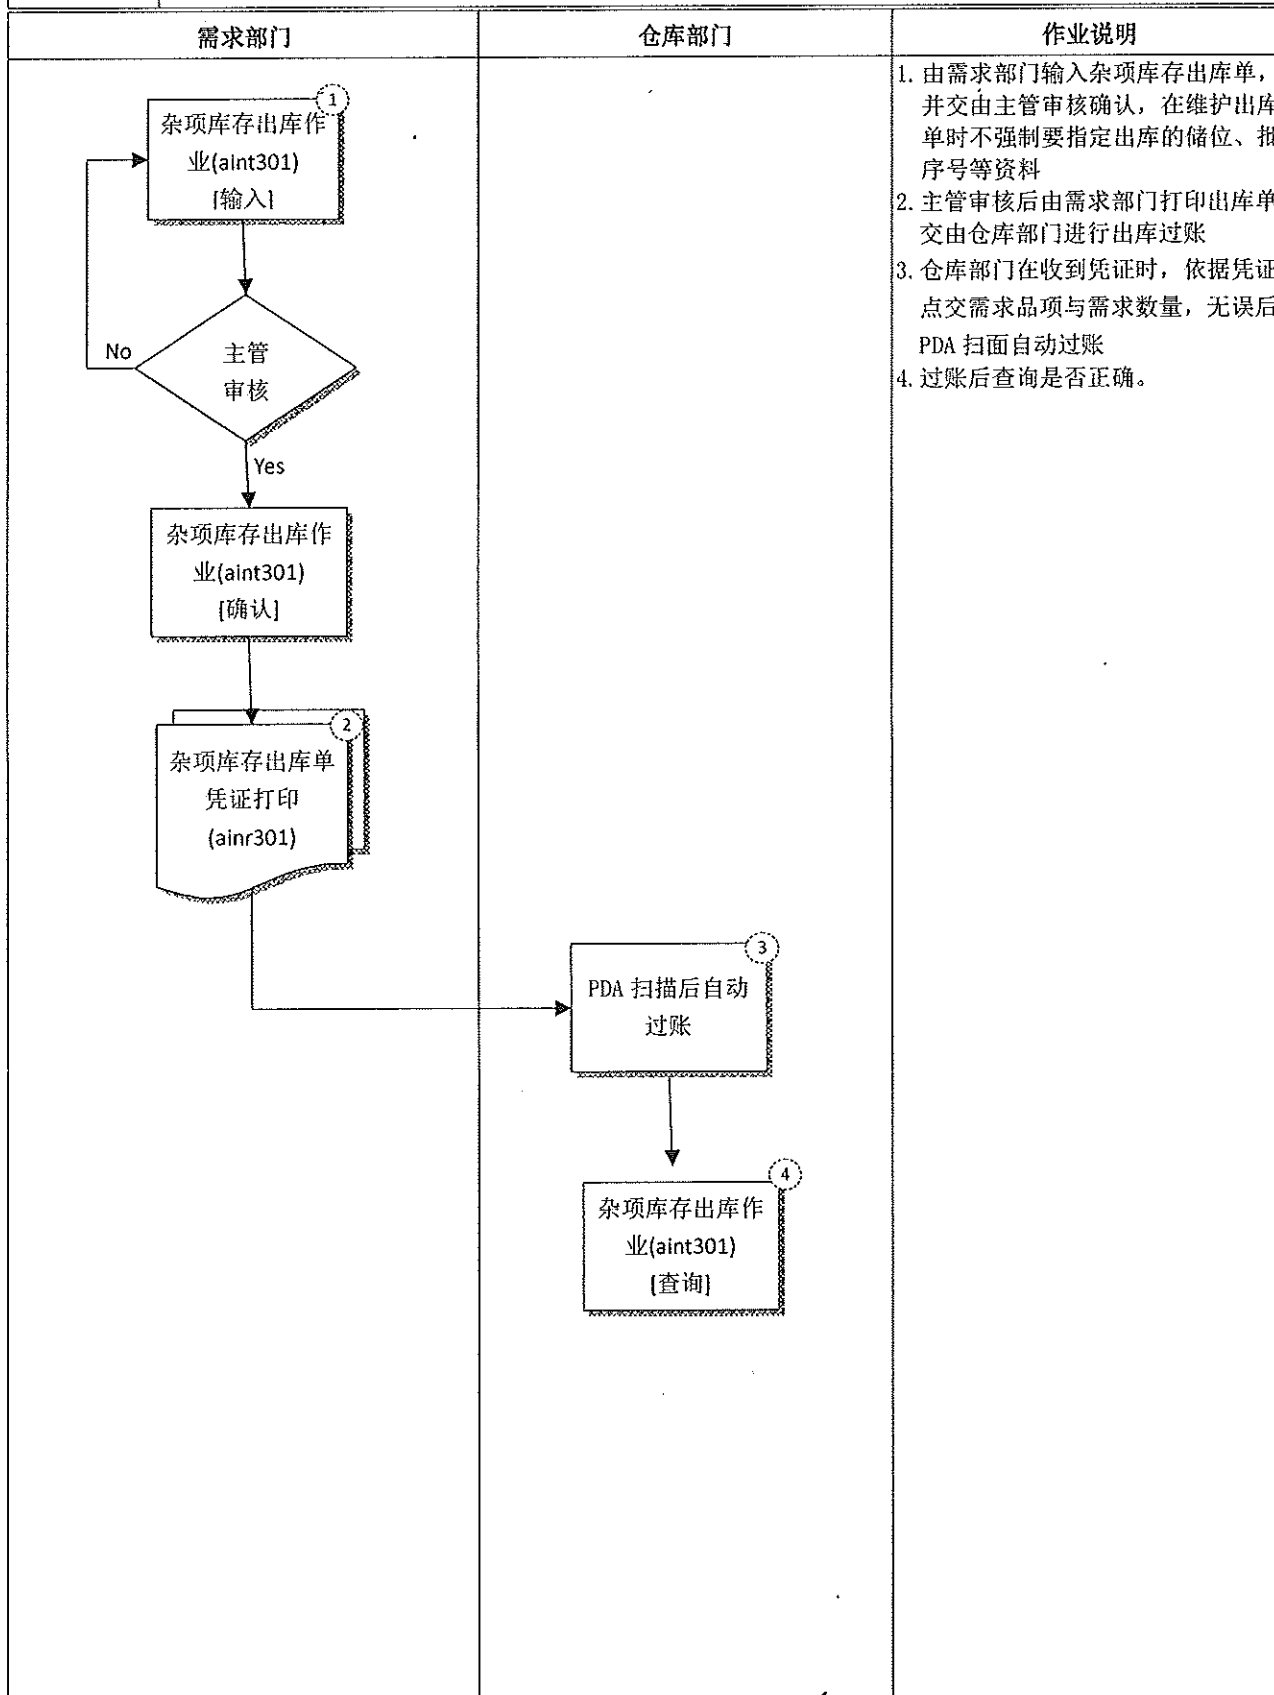 需求部门
仓库部门
作业说明
1
杂项库存出库作
业(aint301)
[输入]
No
主管
审核
Yes
杂项库存出库作
业(aint301)
[确认]
2
杂项库存出库单
凭证打印
(ainr301)
3
PDA 扫描后自动
过账
4
杂项库存出库作
业(aint301)
[查询]
1. 由需求部门输入杂项库存出库单，
并交由主管审核确认，在维护出库
单时不强制要指定出库的储位、批
序号等资料
2. 主管审核后由需求部门打印出库单
交由仓库部门进行出库过账
3. 仓库部门在收到凭证时，依据凭证
点交需求品项与需求数量，无误后
PDA 扫面自动过账
4. 过账后查询是否正确。